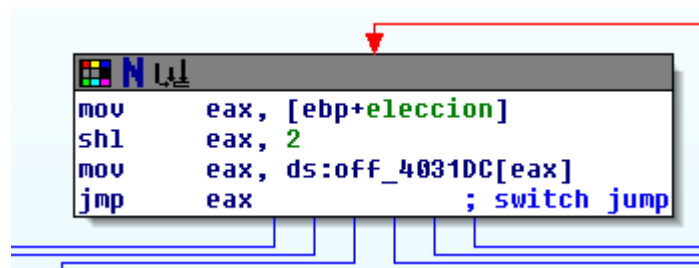 N
mov eax, [ebp+eleccion]
shl eax, 2
mov eax, ds:off_4031DC[eax]
jmp eax ; switch jump